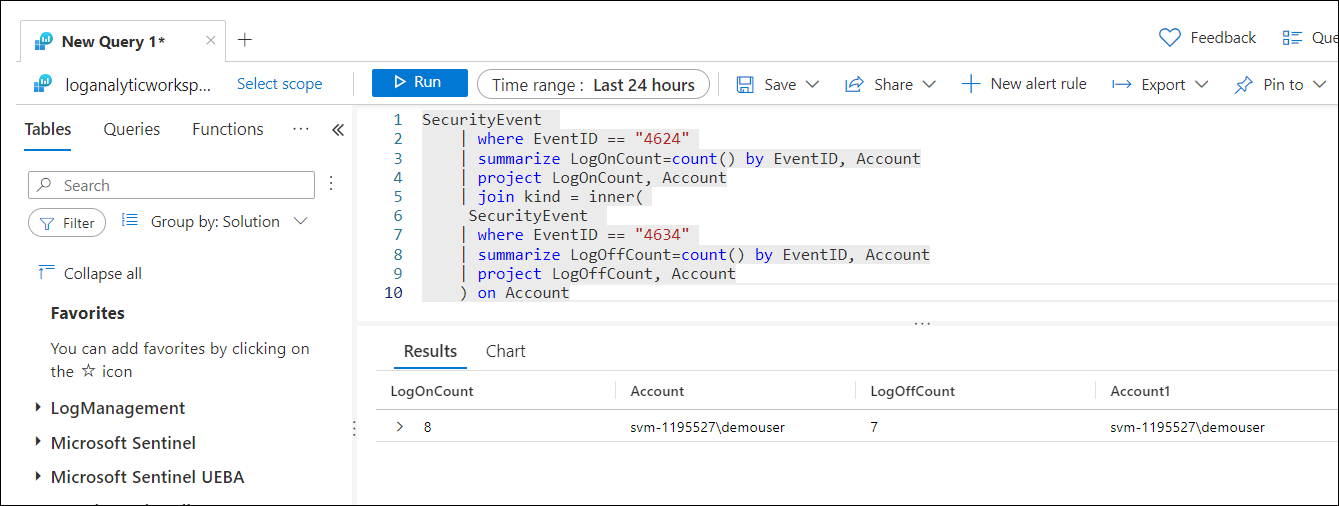 New Query 1*
Feedback
Que
loganalyticworksp...
Select scope
Run
Time range : Last 24 hours
Save
Share
New alert rule
Export
Pin to
Tables
Queries
Functions
Search
Filter
Group by: Solution
Collapse all
Favorites
You can add favorites by clicking on
the ☆ icon
LogManagement
Microsoft Sentinel
Microsoft Sentinel UEBA
1 SecurityEvent
2 | where EventID == "4624"
3 | summarize LogOnCount=count() by EventID, Account
4 | project LogOnCount, Account
5 | join kind = inner(
6 SecurityEvent
7 | where EventID == "4634"
8 | summarize LogOffCount=count() by EventID, Account
9 | project LogOffCount, Account
10 ) on Account
Results Chart
LogOnCount Account LogOffCount Account1
8 svm-1195527\demouser 7 svm-1195527\demouser